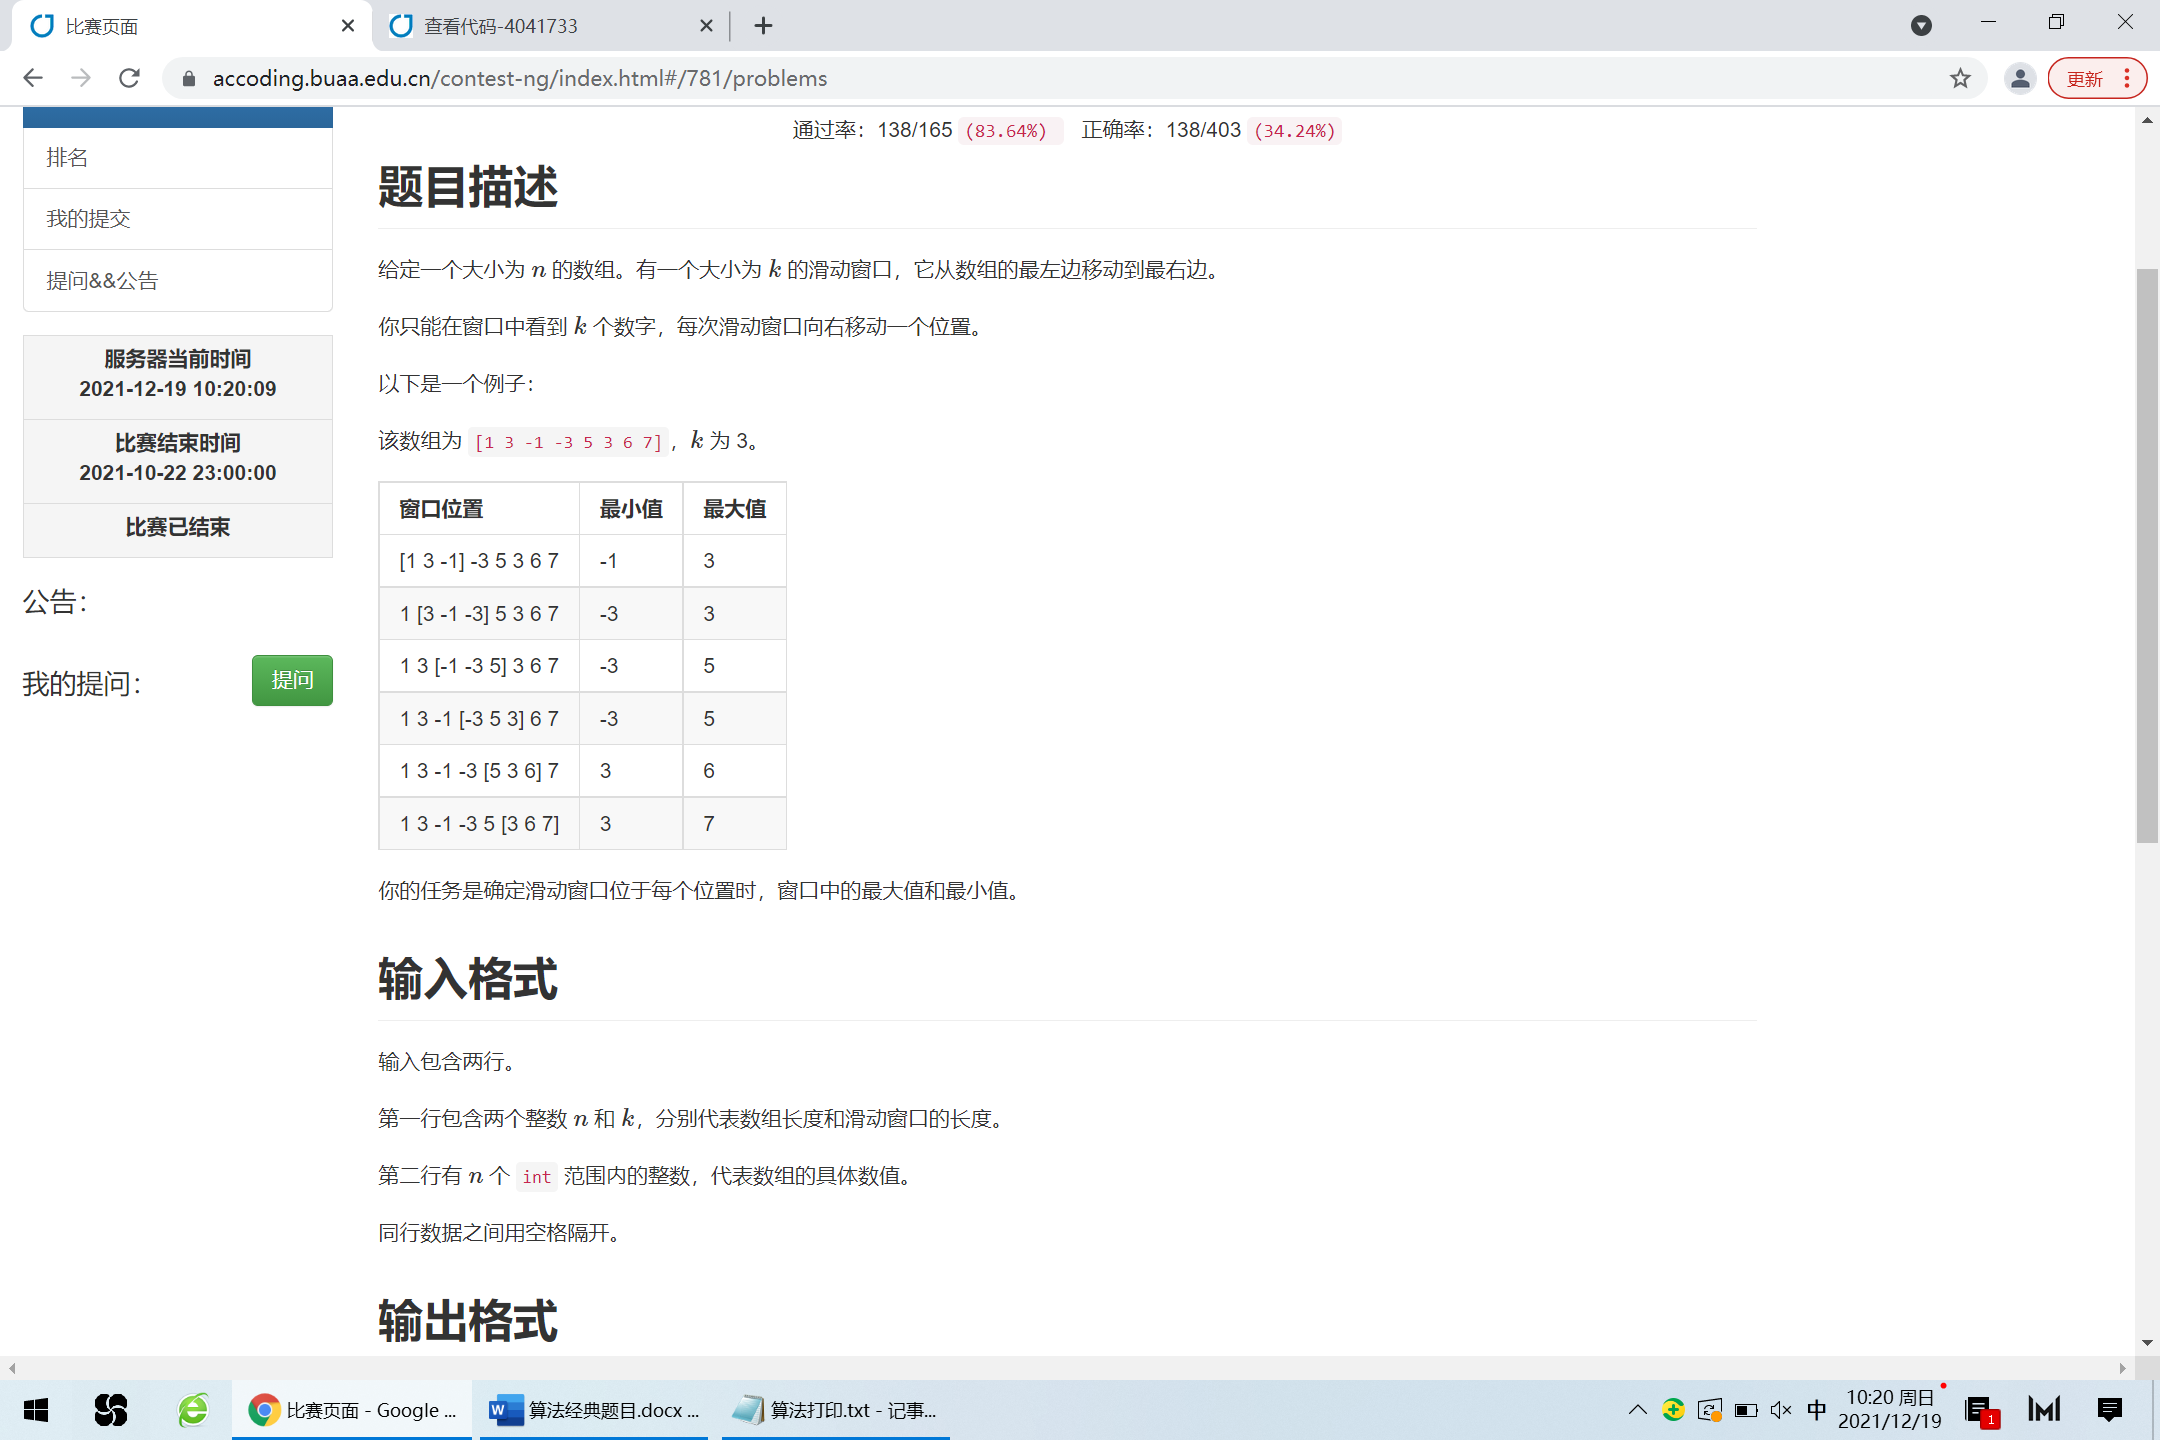 比赛页面
查看代码-4041733
accoding.buaa.edu.cn/contest-ng/index.html#/781/problems
更新
排名
我的提交
提问&&公告
服务器当前时间
2021-12-19 10:20:09
比赛结束时间
2021-10-22 23:00:00
比赛已结束
公告：
我的提问：
提问
通过率：138/165 (83.64%) 正确率：138/403 (34.24%)
题目描述
给定一个大小为 n 的数组。有一个大小为 k 的滑动窗口，它从数组的最左边移动到最右边。
你只能在窗口中看到 k 个数字，每次滑动窗口向右移动一个位置。
以下是一个例子：
该数组为 [1 3 -1 -3 5 3 6 7]，k 为 3。
窗口位置 最小值 最大值
[1 3 -1] -3 5 3 6 7 -1 3
1 [3 -1 -3] 5 3 6 7 -3 3
1 3 [-1 -3 5] 3 6 7 -3 5
1 3 -1 [-3 5 3] 6 7 -3 5
1 3 -1 -3 [5 3 6] 7 3 6
1 3 -1 -3 5 [3 6 7] 3 7
你的任务是确定滑动窗口位于每个位置时，窗口中的最大值和最小值。
输入格式
输入包含两行。
第一行包含两个整数 n 和 k，分别代表数组长度和滑动窗口的长度。
第二行有 n 个 int 范围内的整数，代表数组的具体数值。
同行数据之间用空格隔开。
输出格式
比赛页面 - Google ...
算法经典题目.docx ...
算法打印.txt - 记事...
中
10:20 周日
2021/12/19
1